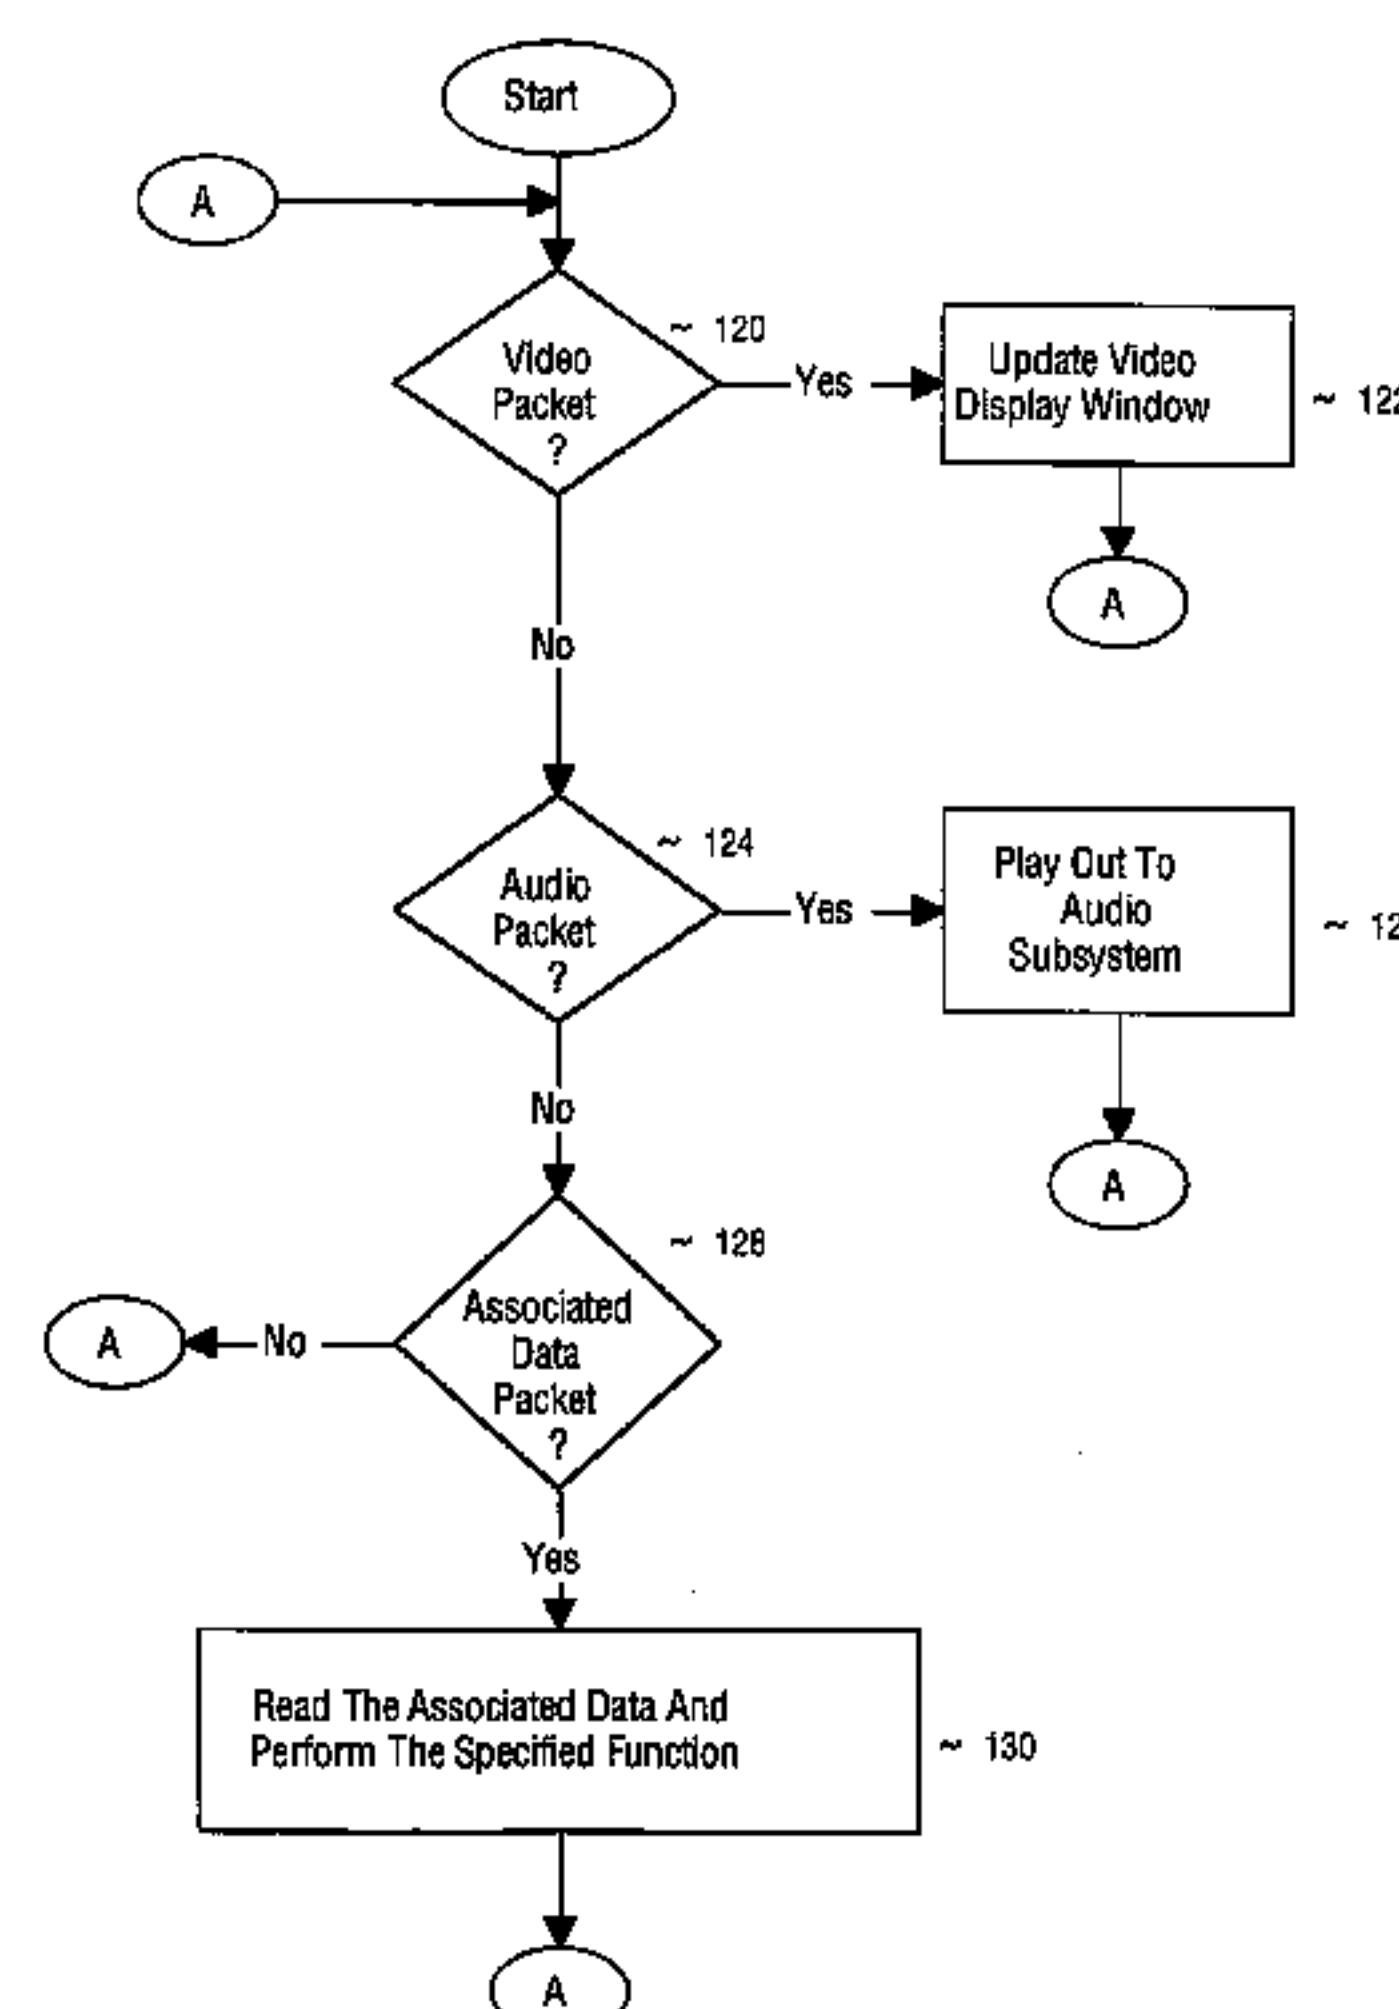 Start
A
~ 120
Video
Packet
?
Yes
Update Video
Display Window
~ 122
A
No
~ 124
Audio
Packet
?
Yes
Play Out To
Audio
Subsystem
~
A
No
~ 128
Associated
Data
Packet
?
A
No
Yes
Read The Associated Data And
Perform The Specified Function
~ 130
A